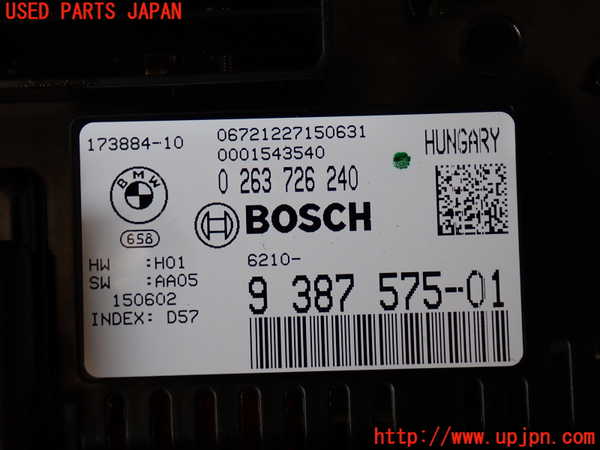 USED PARTS JAPAN
173884-10
06721227150631
0001543540
HUNGARY
0 263 726 240
BMW
BOSCH
658
6210-
HW :H01
SW :AA05
150602
INDEX: D57
9 387 575-01
http://www.upjpn.com/